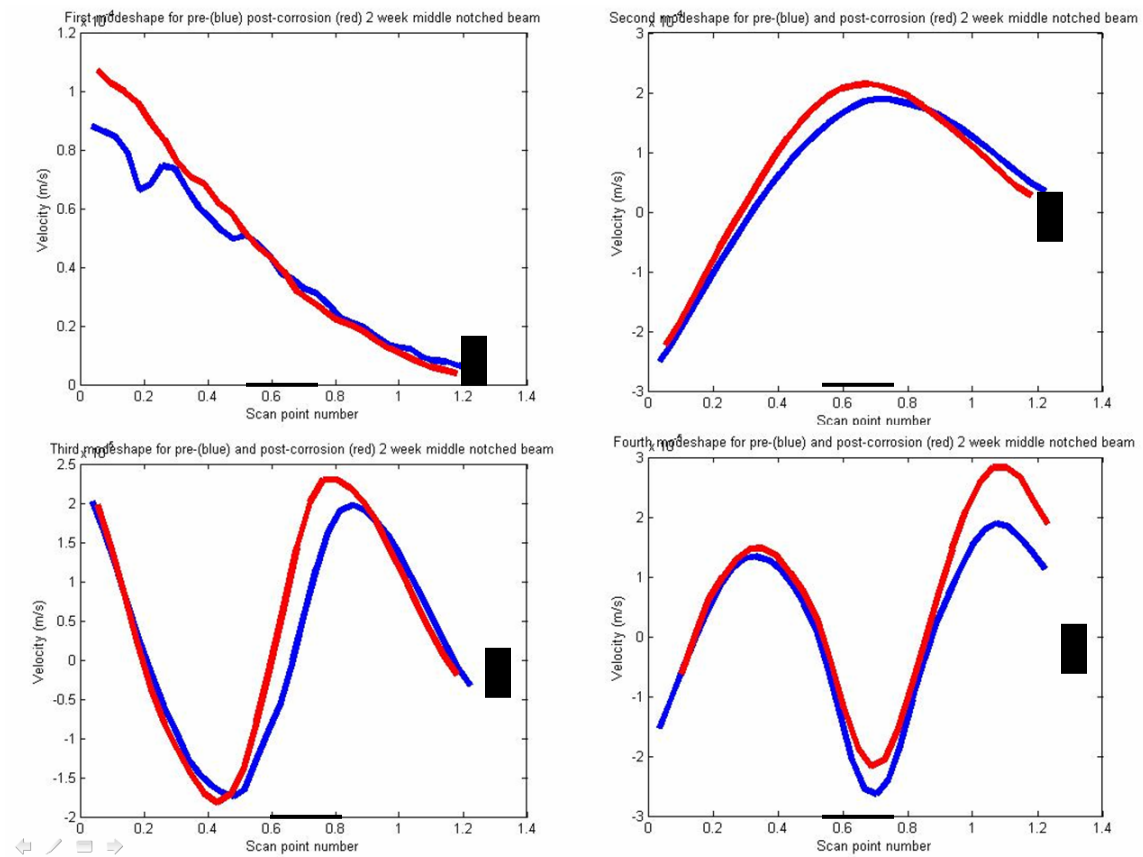 First modeshape for pre-(blue) post-corrosion (red) 2 week middle notched beam
1.2
1
0.8
0.6
0.4
0.2
0
Velocity (m/s)
0 0.2 0.4 0.6 0.8 1 1.2 1.4
Scan point number
Second modeshape for pre-(blue) and post-corrosion (red) 2 week middle notched beam
x 10
3
2
1
0
-1
-2
-3
Velocity (m/s)
0 0.2 0.4 0.6 0.8 1 1.2 1.4
Scan point number
Third modeshape for pre-(blue) and post-corrosion (red) 2 week middle notched beam
x 10
2.5
2
1.5
1
0.5
0
-0.5
-1
-1.5
-2
Velocity (m/s)
0 0.2 0.4 0.6 0.8 1 1.2 1.4
Scan point number
Fourth modeshape for pre-(blue) and post-corrosion (red) 2 week middle notched beam
x 10
3
2
1
0
-1
-2
-3
Velocity (m/s)
0 0.2 0.4 0.6 0.8 1 1.2 1.4
Scan point number